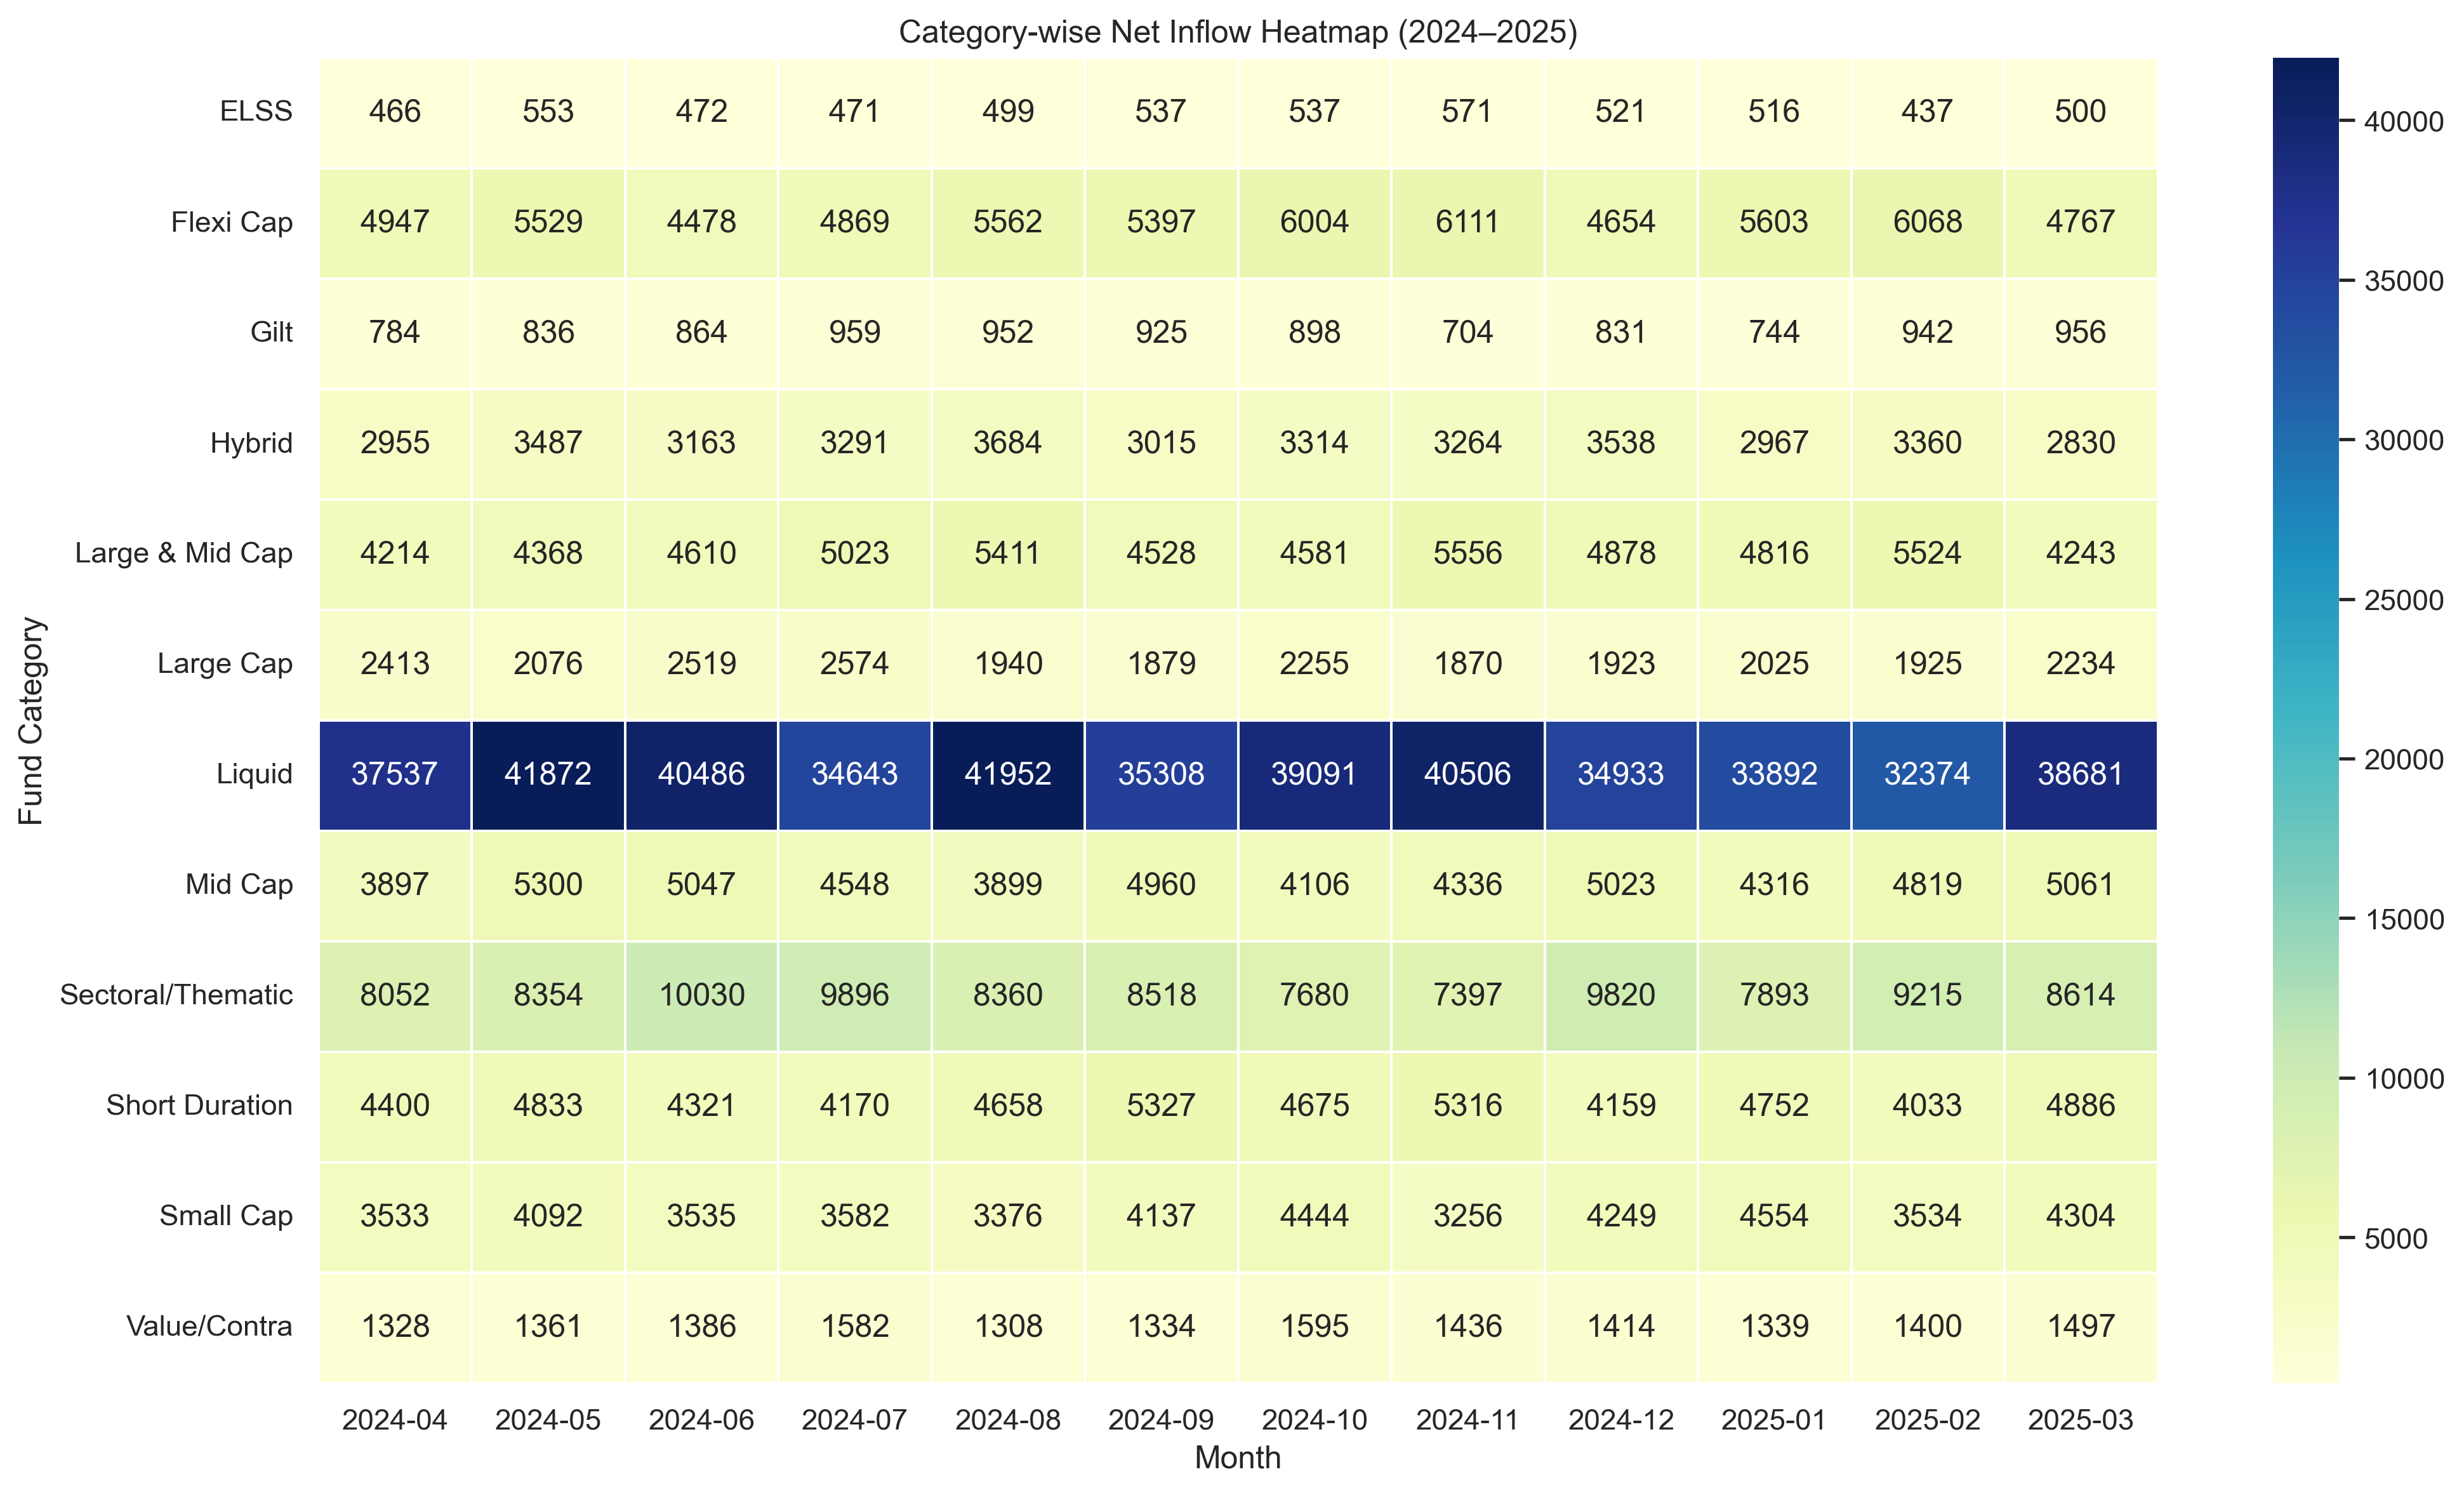 Category-wise Net Inflow Heatmap (2024–2025)
Fund Category
ELSS 466 553 472 471 499 537 537 571 521 516 437 500
Flexi Cap 4947 5529 4478 4869 5562 5397 6004 6111 4654 5603 6068 4767
Gilt 784 836 864 959 952 925 898 704 831 744 942 956
Hybrid 2955 3487 3163 3291 3684 3015 3314 3264 3538 2967 3360 2830
Large & Mid Cap 4214 4368 4610 5023 5411 4528 4581 5556 4878 4816 5524 4243
Large Cap 2413 2076 2519 2574 1940 1879 2255 1870 1923 2025 1925 2234
Liquid 37537 41872 40486 34643 41952 35308 39091 40506 34933 33892 32374 38681
Mid Cap 3897 5300 5047 4548 3899 4960 4106 4336 5023 4316 4819 5061
Sectoral/Thematic 8052 8354 10030 9896 8360 8518 7680 7397 9820 7893 9215 8614
Short Duration 4400 4833 4321 4170 4658 5327 4675 5316 4159 4752 4033 4886
Small Cap 3533 4092 3535 3582 3376 4137 4444 3256 4249 4554 3534 4304
Value/Contra 1328 1361 1386 1582 1308 1334 1595 1436 1414 1339 1400 1497
2024-04 2024-05 2024-06 2024-07 2024-08 2024-09 2024-10 2024-11 2024-12 2025-01 2025-02 2025-03
Month
40000
35000
30000
25000
20000
15000
10000
5000